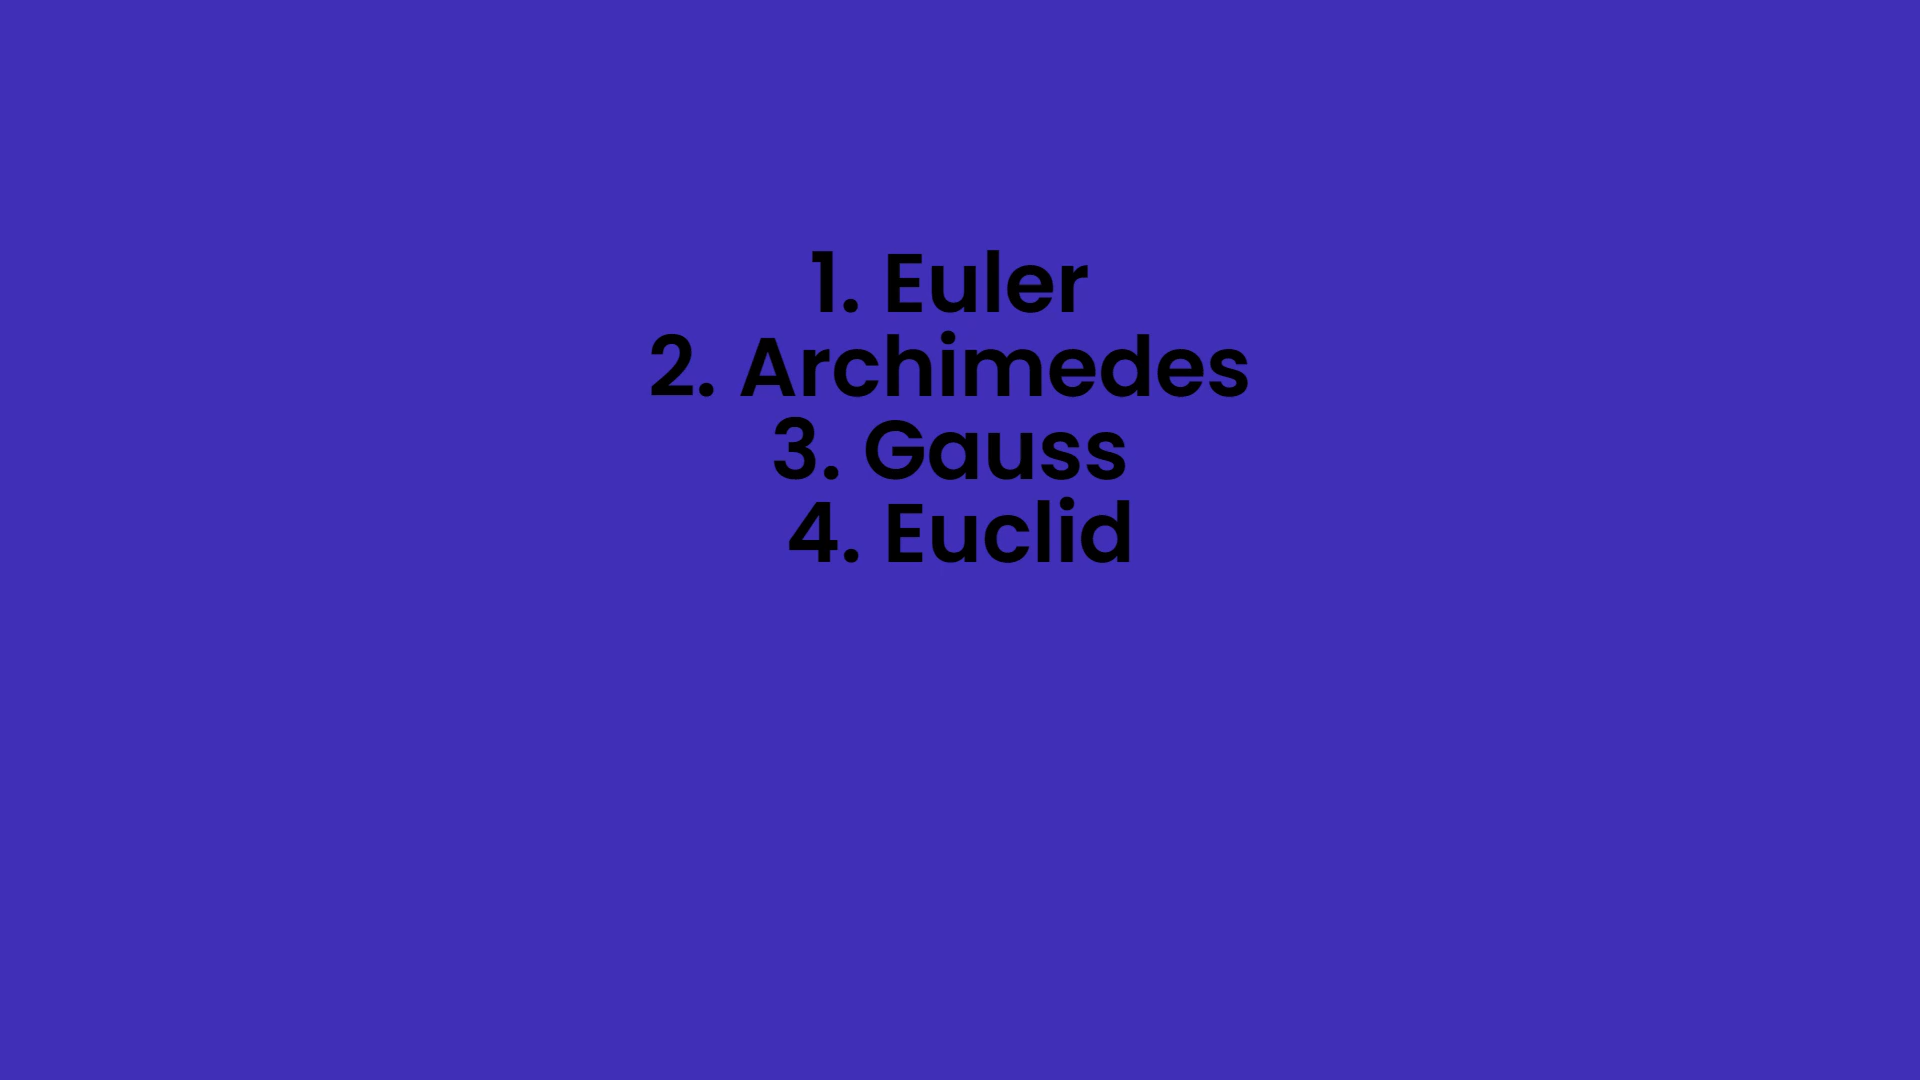 1. Euler
2. Archimedes
3. Gauss
4. Euclid